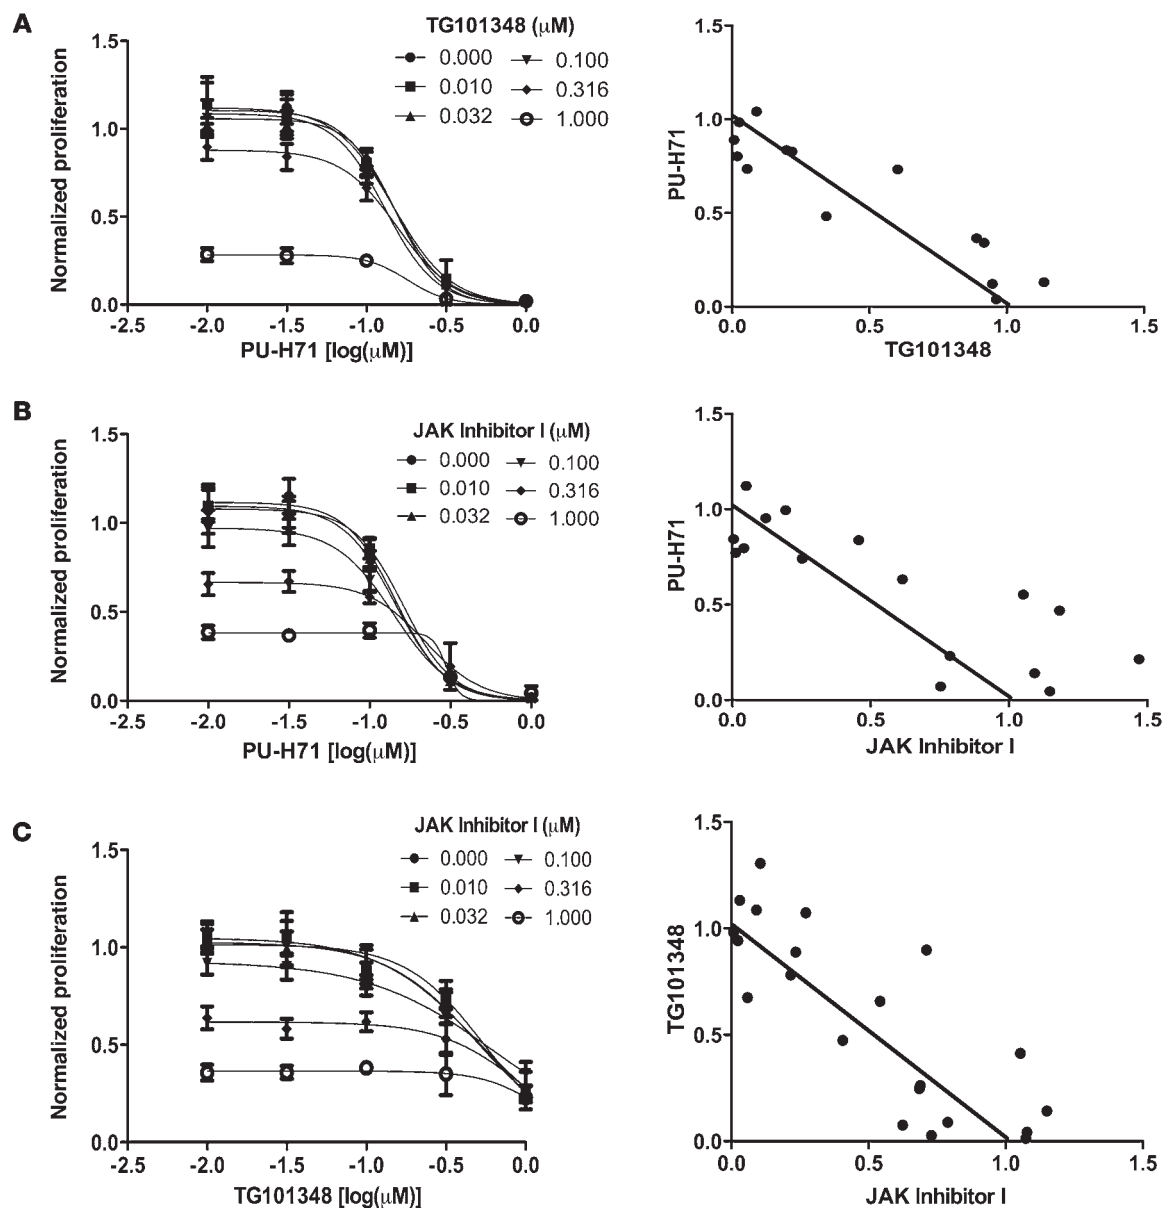 A
TG101348 (μM)
0.000 0.100
0.010 0.316
0.032 1.000
Normalized proliferation
1.5
1.0
0.5
0.0
-2.5 -2.0 -1.5 -1.0 -0.5 0.0
PU-H71 [log(μM)]
PU-H71
1.5
1.0
0.5
0.0
0.0 0.5 1.0 1.5
TG101348
B
JAK Inhibitor I (μM)
0.000 0.100
0.010 0.316
0.032 1.000
Normalized proliferation
1.5
1.0
0.5
0.0
-2.5 -2.0 -1.5 -1.0 -0.5 0.0
PU-H71 [log(μM)]
PU-H71
1.5
1.0
0.5
0.0
0.0 0.5 1.0 1.5
JAK Inhibitor I
C
JAK Inhibitor I (μM)
0.000 0.100
0.010 0.316
0.032 1.000
Normalized proliferation
1.5
1.0
0.5
0.0
-2.5 -2.0 -1.5 -1.0 -0.5 0.0
TG101348 [log(μM)]
TG101348
1.5
1.0
0.5
0.0
0.0 0.5 1.0 1.5
JAK Inhibitor I